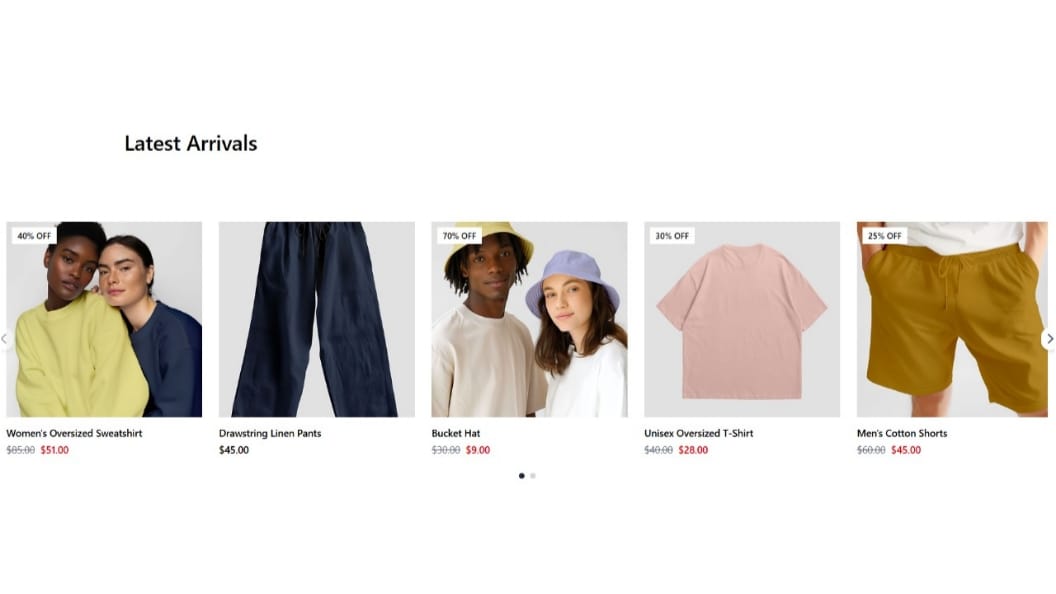 Latest Arrivals
40% OFF
70% OFF
30% OFF
25% OFF
Women's Oversized Sweatshirt
Drawstring Linen Pants
Bucket Hat
Unisex Oversized T-Shirt
Men's Cotton Shorts
$85.00 $51.00
$45.00
$30.00 $9.00
$40.00 $28.00
$60.00 $45.00